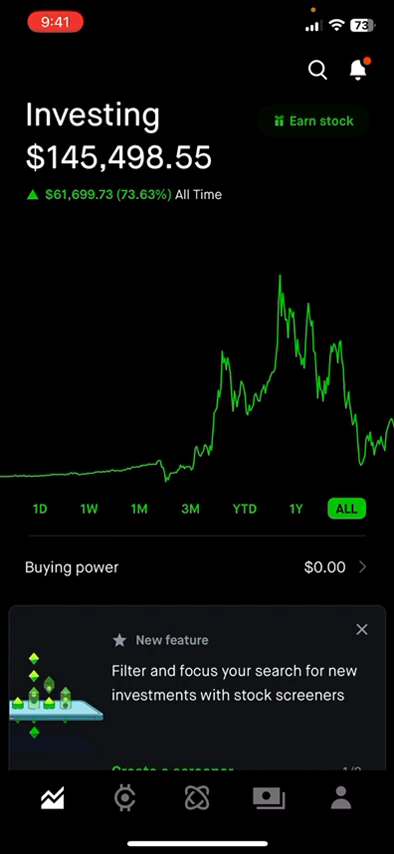 9:41
73
Investing
$145,498.55
Earn stock
▲ $61,699.73 (73.63%) All Time
1D 1W 1M 3M YTD 1Y ALL
Buying power $0.00
New feature
Filter and focus your search for new
investments with stock screeners
Create a screener